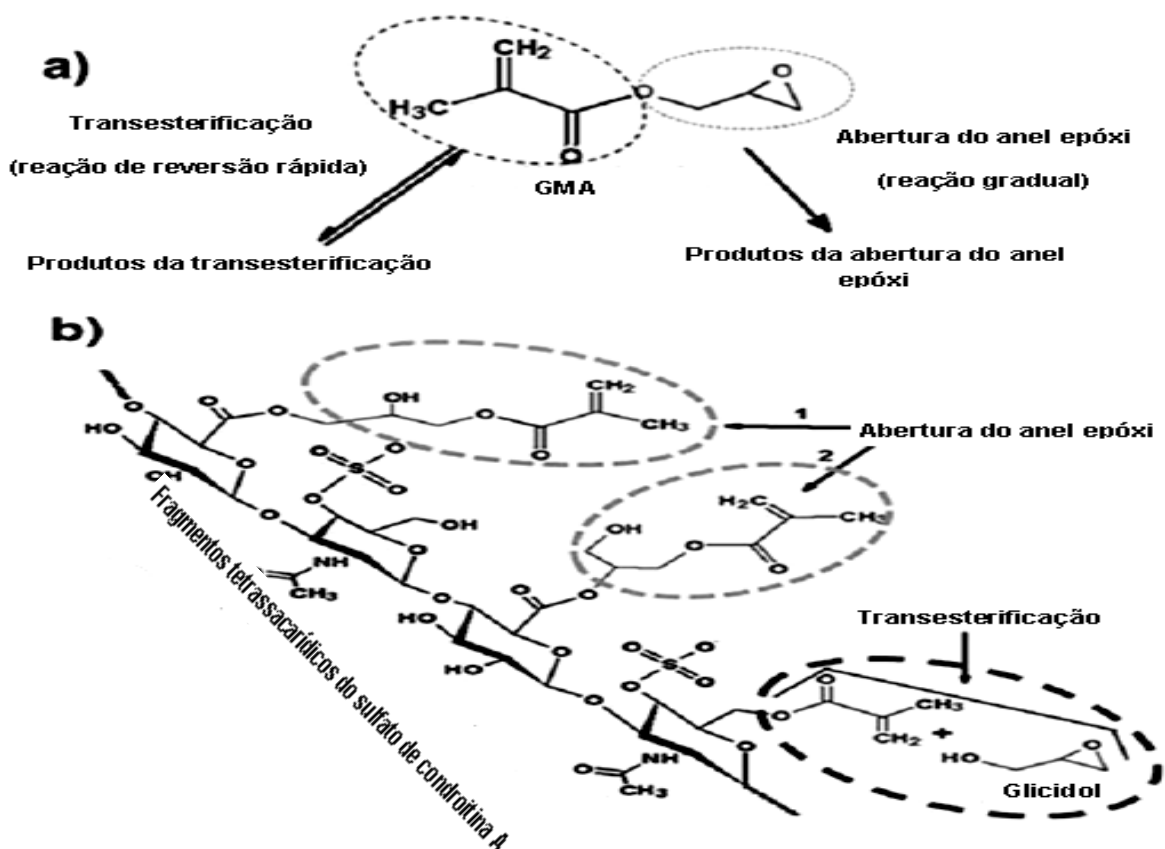 a)
CH2
H3C
O
O
O
GMA
Transesterificação
(reação de reversão rápida)
Produtos da transesterificação
Abertura do anel epóxi
(reação gradual)
Produtos da abertura do anel
epóxi
b)
O
O
O
OH
O
O
CH2
CH3
1
Abertura do anel epóxi
2
HO
O
OH
O
O
S
O
O
O
OH
O
NH
CH3
O
O
O
OH
O
O
O
H2C
CH3
HO
HO
O
O
Fragmentos tetrassacarídicos do sulfato de condroitina A
Transesterificação
O
S
O
O
O
O
O
O
CH3
CH2
+
HO
O
Glicidol
O
NH
CH3